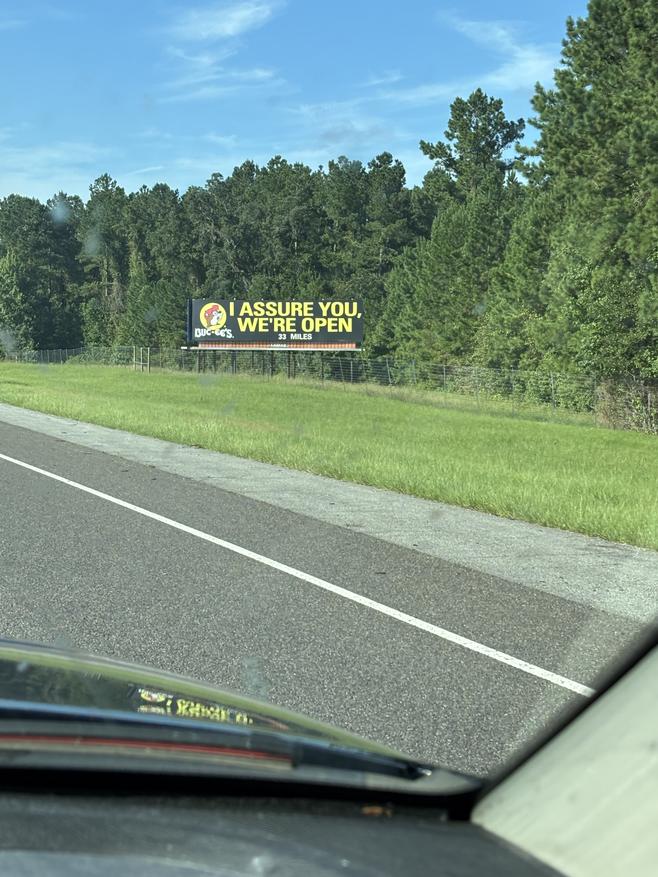 I ASSURE YOU,
WE'RE OPEN
BUC-EE'S.
33 MILES